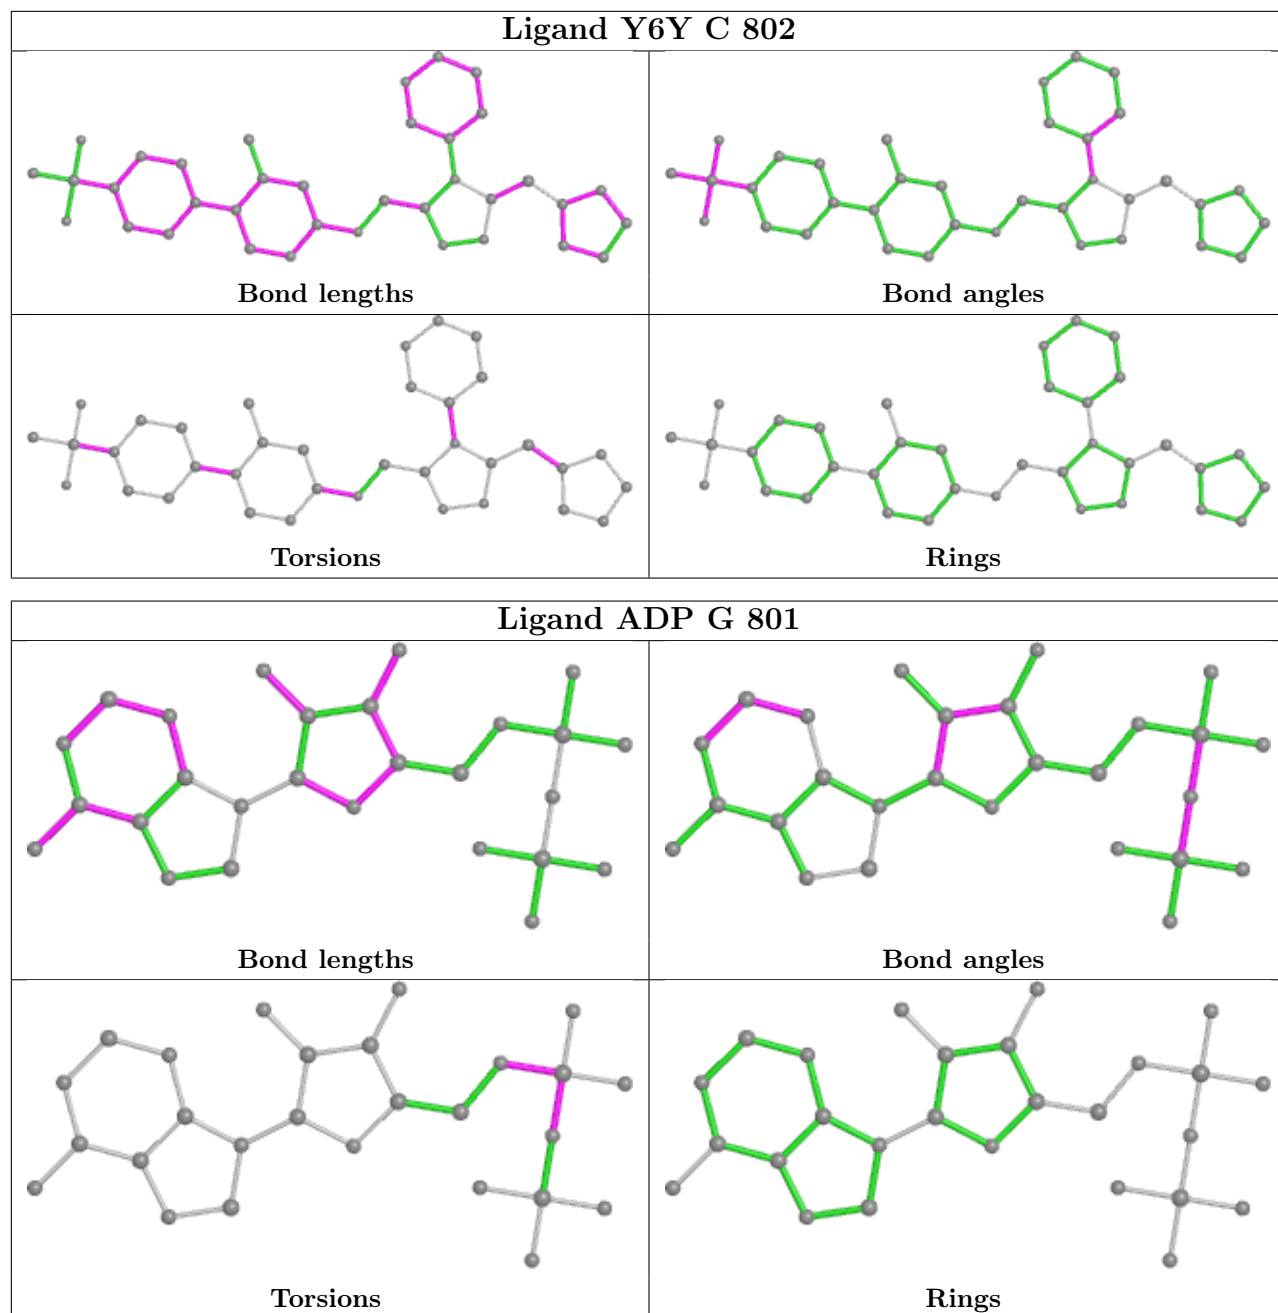 Ligand Y6Y C 802
Bond lengths
Bond angles
Torsions
Rings
Ligand ADP G 801
Bond lengths
Bond angles
Torsions
Rings